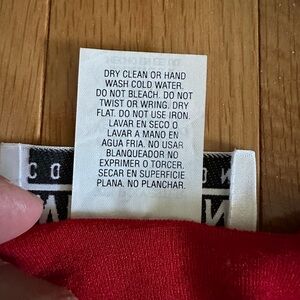 DRY CLEAN OR HAND
WASH COLD WATER.
DO NOT BLEACH. DO NOT
TWIST OR WRING. DRY
FLAT. DO NOT USE IRON.
LAVAR EN SECO O
LAVAR A MANO EN
AGUA FRIA. NO USAR
BLANQUEADOR NO
EXPRIMER O TORCER.
SECAR EN SUPERFICIE
PLANA. NO PLANCHAR.
C O
O W